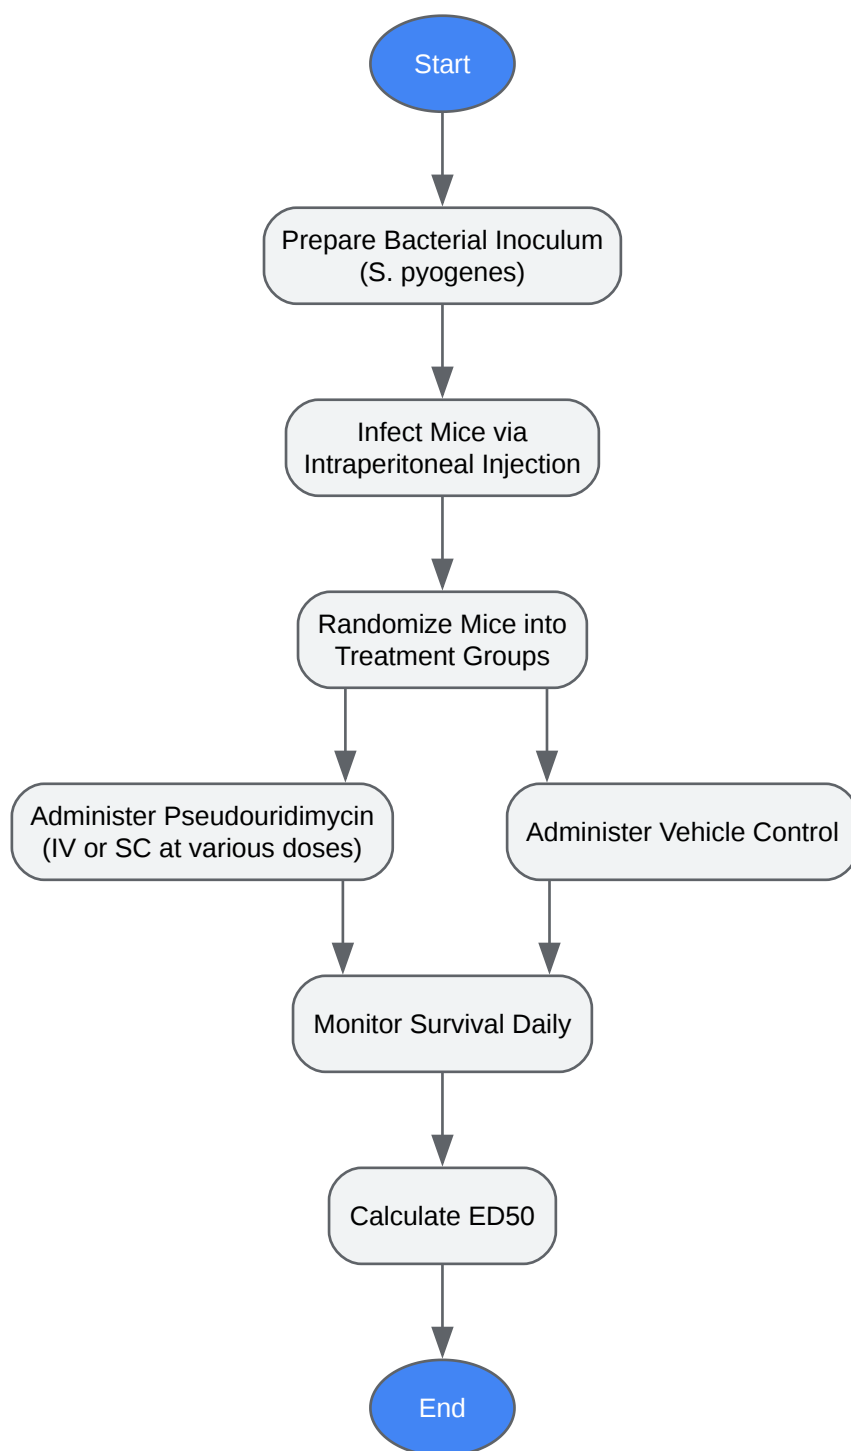 Start
Prepare Bacterial Inoculum
(S. pyogenes)
Infect Mice via
Intraperitoneal Injection
Randomize Mice into
Treatment Groups
Administer Pseudouridimycin
(IV or SC at various doses)
Administer Vehicle Control
Monitor Survival Daily
Calculate ED50
End